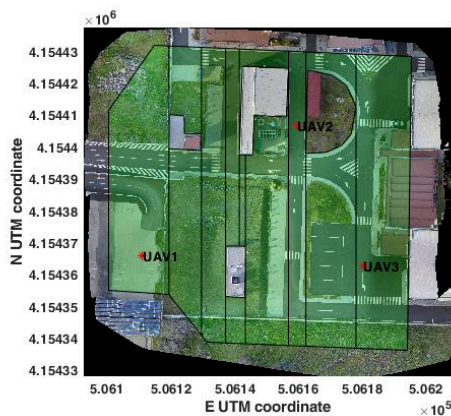 × 10⁶
4.15443
4.15442
4.15441
4.1544
4.15439
4.15438
4.15437
4.15436
4.15435
4.15434
4.15433
N UTM coordinate
UAV2
UAV1
UAV3
5.061 5.0612 5.0614 5.0616 5.0618 5.062
E UTM coordinate × 10⁵